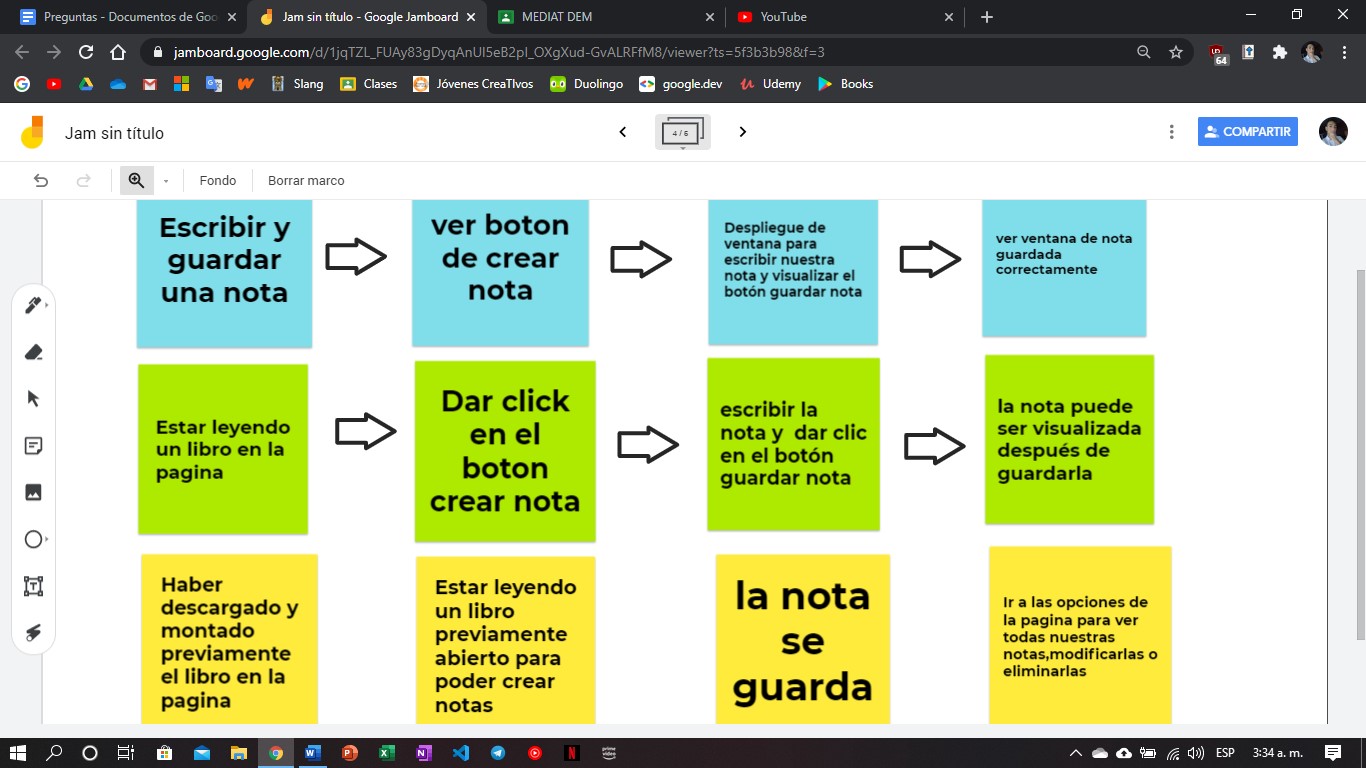 Preguntas - Documentos de Goo
Jam sin título - Google Jamboard
MEDIAT DEM
YouTube
jamboard.google.com/d/1jqTZL_FUAy83gDyqAnUI5eB2pI_OXgXud-GvALRFfM8/viewer?ts=5f3b3b98&f=3
64
Slang
Clases
Jóvenes CreaTIvos
Duolingo
google.dev
Udemy
Books
Jam sin título
4 / 6
COMPARTIR
Fondo
Borrar marco
Escribir y
guardar
una nota
ver boton
de crear
nota
Despliegue de
ventana para
escribir nuestra
nota y visualizar el
botón guardar nota
ver ventana de nota
guardada
correctamente
Estar leyendo
un libro en la
pagina
Dar click
en el
boton
crear nota
escribir la
nota y dar clic
en el botón
guardar nota
la nota puede
ser visualizada
después de
guardarla
Haber
descargado y
montado
previamente
el libro en la
pagina
Estar leyendo
un libro
previamente
abierto para
poder crear
notas
la nota
se
guarda
Ir a las opciones de
la pagina para ver
todas nuestras
notas,modificarlas o
eliminarlas
ESP
3:34 a. m.